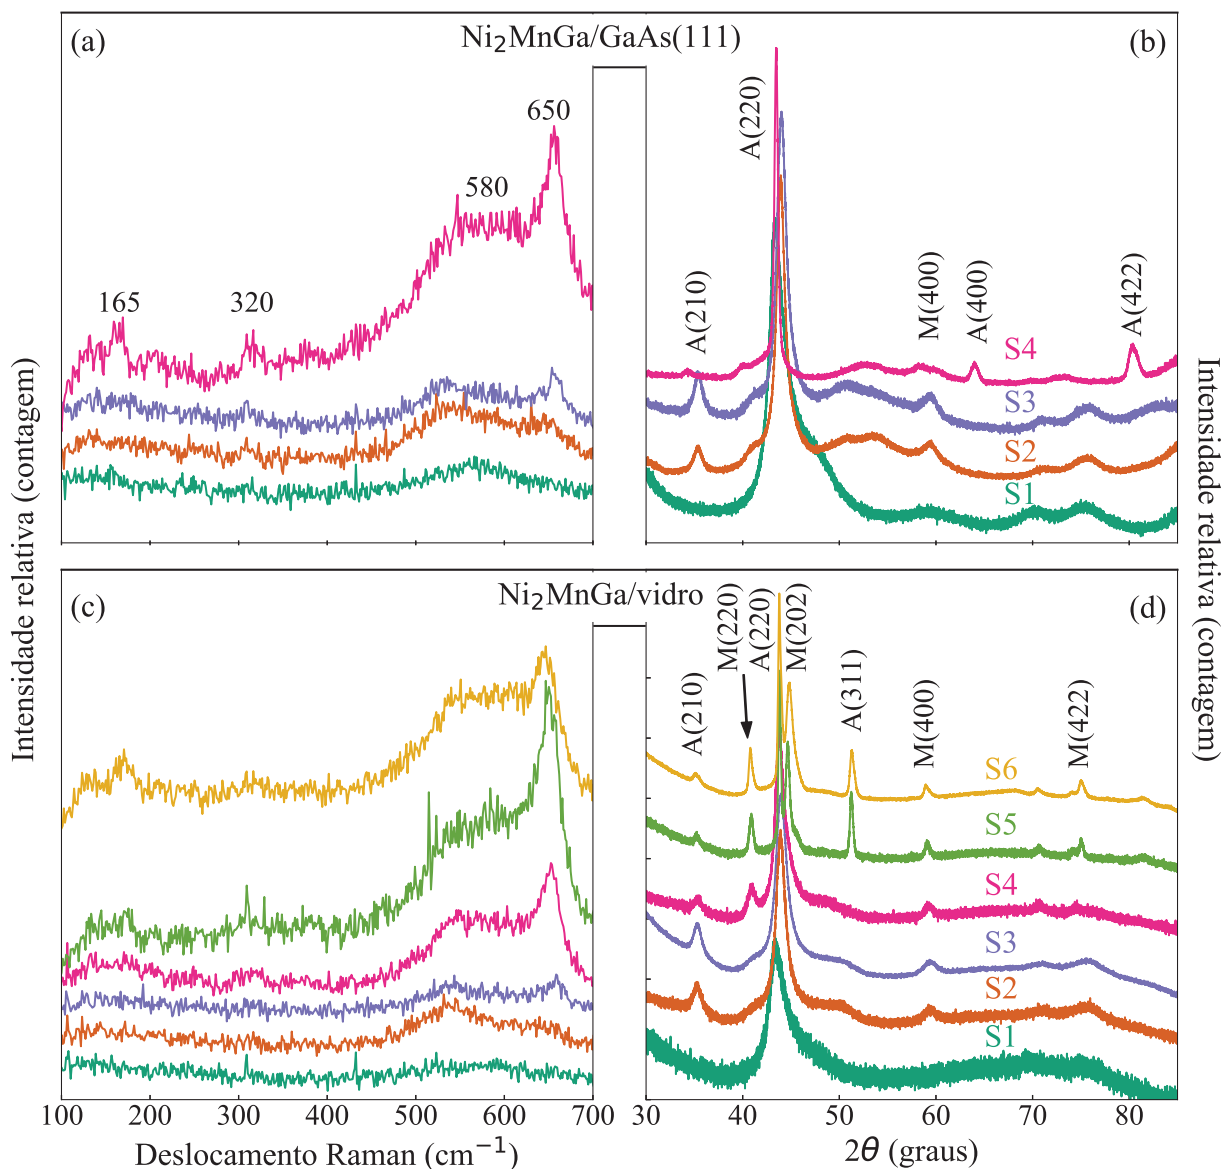 (a)
Ni₂MnGa/GaAs(111)
(b)
650
580
165
320
A(220)
A(210)
M(400)
A(400)
A(422)
S4
S3
S2
S1
Intensidade relativa (contagem)
Intensidade relativa (contagem)
(c)
Ni₂MnGa/vidro
(d)
M(220)
A(220)
M(202)
A(210)
A(311)
M(400)
M(422)
S6
S5
S4
S3
S2
S1
100 200 300 400 500 600 700
30 40 50 60 70 80
Deslocamento Raman (cm⁻¹)
2θ (graus)